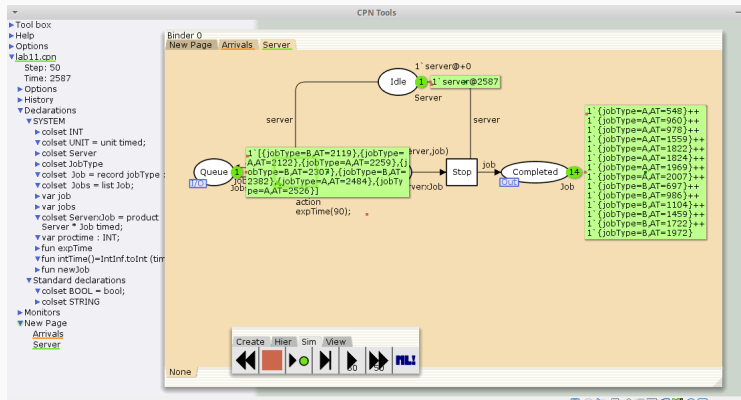 CPN Tools
Tool box
Help
Options
lab11.cpn
Step: 50
Time: 2587
Options
History
Declarations
SYSTEM
colset INT
colset UNIT = unit timed;
colset Server
colset JobType
colset Job = record jobType :
colset Jobs = list Job;
var job
var jobs
colset ServerxJob = product
Server * Job timed;
var proctime : INT;
fun expTime
fun intTime()=IntInf.toInt (tim
fun newJob
Standard declarations
colset BOOL = bool;
colset STRING
Monitors
New Page
Arrivals
Server
Binder 0
New Page Arrivals Server
1`server@+0
Idle
1
1`server@2587
Server
server
server
Queue
I/O
1
1`[{jobType=B,AT=2119},{jobType=
A,AT=2122},{jobType=A,AT=2259},{j
obType=B,AT=2307},{jobType=B,AT=
2382},{jobType=A,AT=2484},{jobTy
pe=A,AT=2526}]
action
expTime(90);
ver,job)
Stop
job
Completed
Out
14
Job
1`{jobType=A,AT=548}++
1`{jobType=A,AT=960}++
1`{jobType=A,AT=978}++
1`{jobType=A,AT=1559}++
1`{jobType=A,AT=1822}++
1`{jobType=A,AT=1824}++
1`{jobType=A,AT=1969}++
1`{jobType=A,AT=2007}++
1`{jobType=B,AT=697}++
1`{jobType=B,AT=986}++
1`{jobType=B,AT=1104}++
1`{jobType=B,AT=1459}++
1`{jobType=B,AT=1722}++
1`{jobType=B,AT=1972}
Create Hier Sim View
50
50
ML!
None